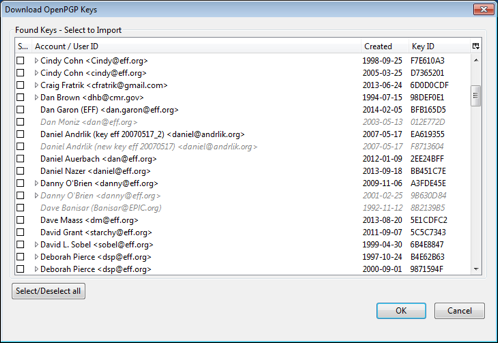 Download OpenPGP Keys
Found Keys - Select to Import
S... Account / User ID Created Key ID
Cindy Cohn <Cindy@eff.org> 1998-09-25 F7E610A3
Cindy Cohn <cindy@eff.org> 2005-03-25 D7365201
Craig Fratrik <cfratrik@gmail.com> 2013-06-24 6D0D0CDF
Dan Brown <dhb@cmr.gov> 1994-07-15 98DEF0E1
Dan Garon (EFF) <dan.garon@eff.org> 2014-02-05 BFB165D5
Dan Moniz <dan@eff.org> 2003-05-13 012E772D
Daniel Andrlik (key eff 20070517_2) <daniel@andrlik.org> 2007-05-17 EA619355
Daniel Andrlik (new key eff 20070517) <daniel@andrlik.org> 2007-05-17 F8713604
Daniel Auerbach <dan@eff.org> 2012-01-09 2EE24BFF
Daniel Nazer <daniel@eff.org> 2013-09-18 BB451C7E
Danny O'Brien <danny@eff.org> 2009-11-06 A3FDE45E
Danny O'Brien <danny@eff.org> 2001-02-25 9B630D84
Dave Banisar (Banisar@EPIC.org) 1992-11-12 8B2139B5
Dave Maass <dm@eff.org> 2013-08-20 5E1CDFC2
David Grant <starchy@eff.org> 2011-09-07 5C5C7343
David L. Sobel <sobel@eff.org> 1999-04-30 6B4E8847
Deborah Pierce <dsp@eff.org> 1997-10-24 B4E62B63
Deborah Pierce <dsp@eff.org> 2000-09-01 9871594F
Select/Deselect all
OK Cancel